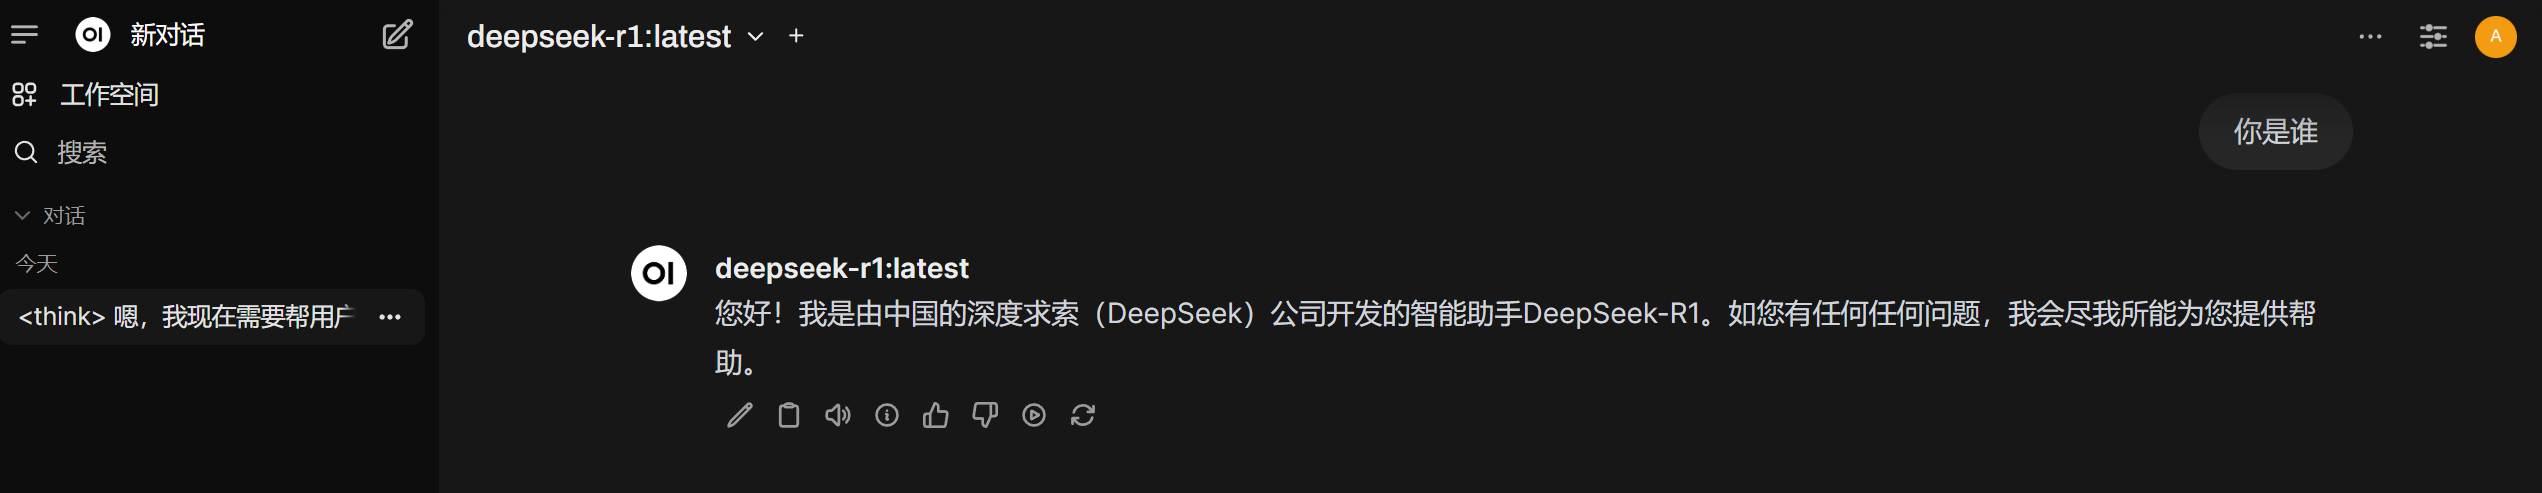 OI 新对话
工作空间
搜索
对话
今天
<think> 嗯，我现在需要帮用户
deepseek-r1:latest
A
你是谁
OI
deepseek-r1:latest
您好！我是由中国的深度求索（DeepSeek）公司开发的智能助手DeepSeek-R1。如您有任何任何问题，我会尽我所能为您提供帮
助。